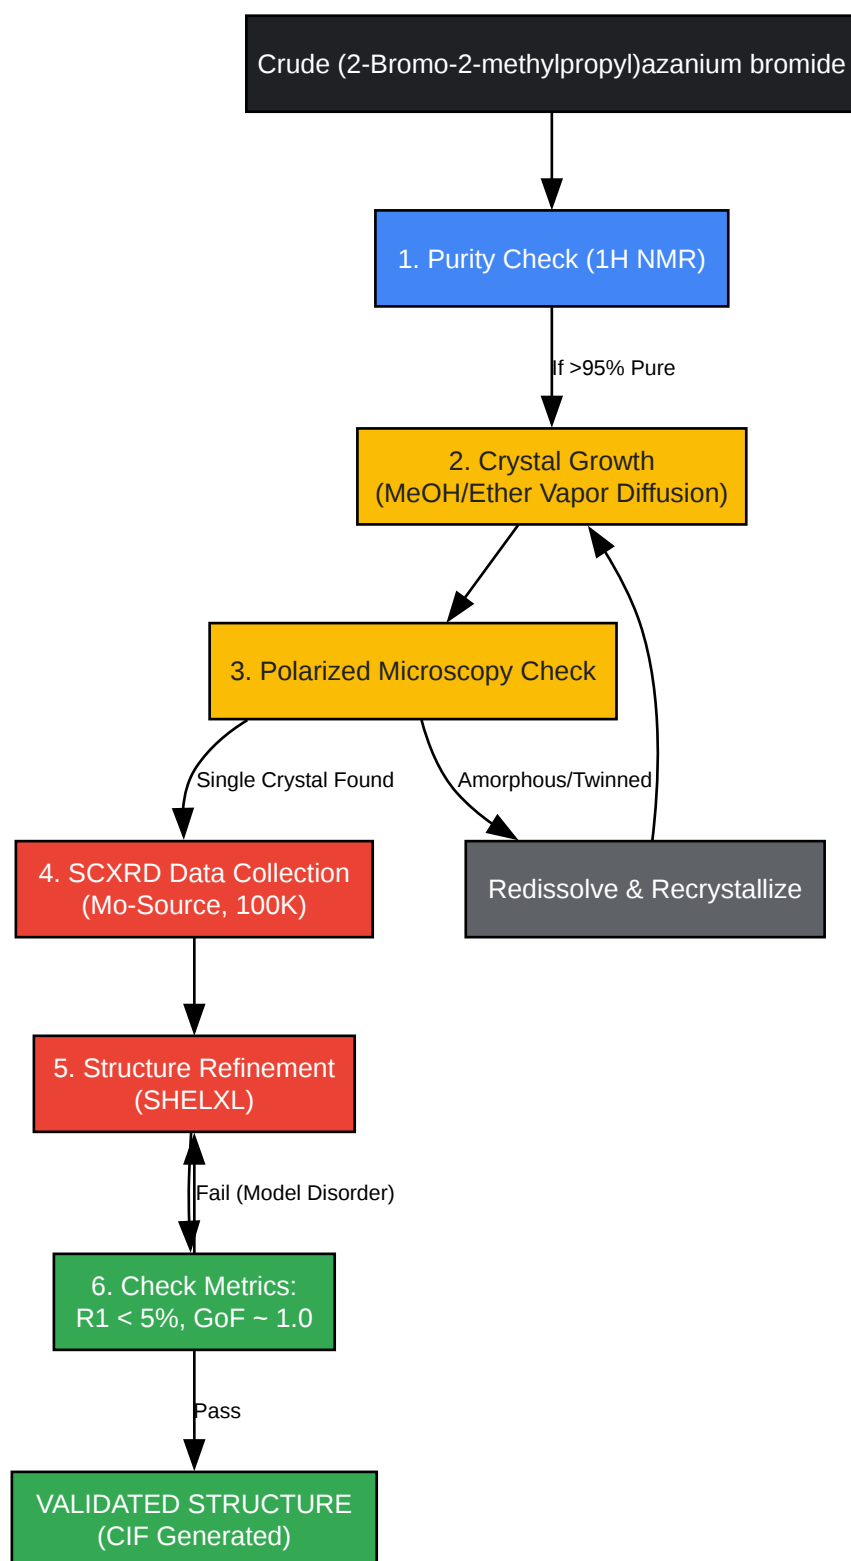 Crude (2-Bromo-2-methylpropyl)azanium bromide
1. Purity Check (1H NMR)
If >95% Pure
2. Crystal Growth
(MeOH/Ether Vapor Diffusion)
3. Polarized Microscopy Check
Single Crystal Found
Amorphous/Twinned
4. SCXRD Data Collection
(Mo-Source, 100K)
Redissolve & Recrystallize
5. Structure Refinement
(SHELXL)
Fail (Model Disorder)
6. Check Metrics:
R1 < 5%, GoF ~ 1.0
Pass
VALIDATED STRUCTURE
(CIF Generated)